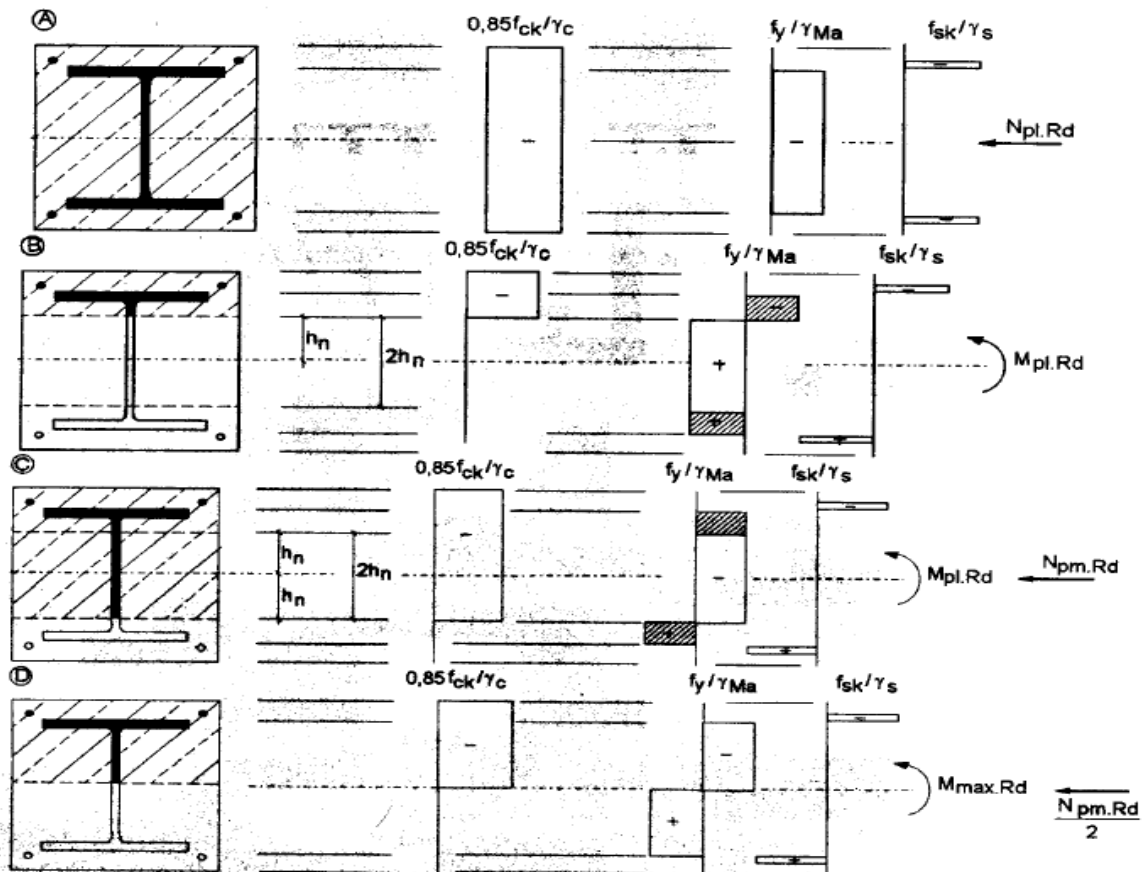 A
0,85fck/γc fy/γMa fsk/γs
-
-
-
Npl.Rd
-
B
0,85fck/γc fy/γMa fsk/γs
-
-
-
hn
2hn
+
Mpl.Rd
+
+
C
0,85fck/γc fy/γMa fsk/γs
-
-
hn
2hn
-
Mpl.Rd Npm.Rd
hn
+
+
D
0,85fck/γc fy/γMa fsk/γs
-
-
-
Mmax.Rd
Npm.Rd
2
+
+